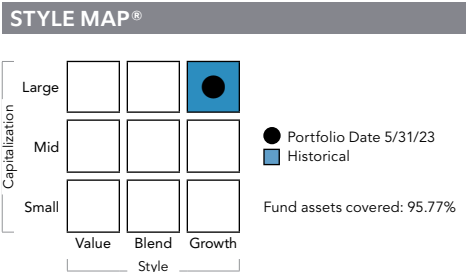 STYLE MAP®
Large
Capitalization
Mid
Small
Value Blend Growth
Style
Portfolio Date 5/31/23
Historical
Fund assets covered: 95.77%